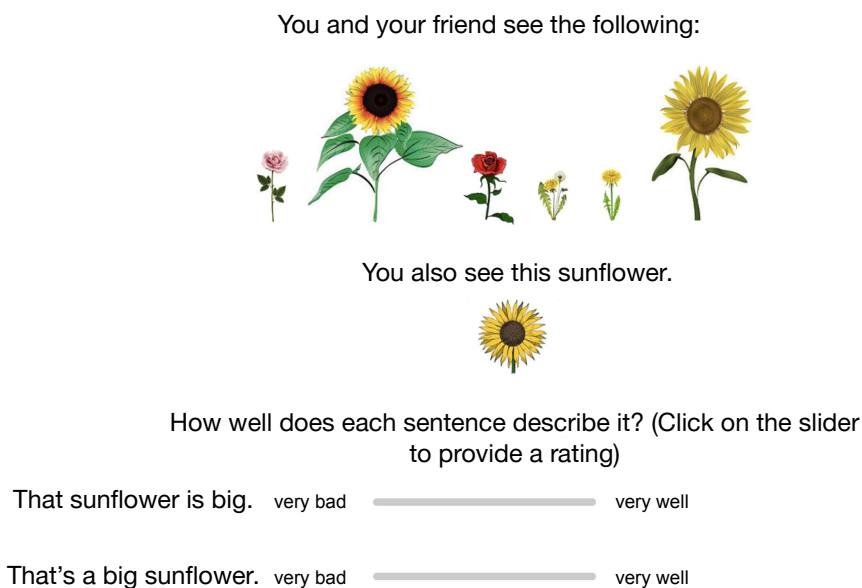 You and your friend see the following:
You also see this sunflower.
How well does each sentence describe it? (Click on the slider
to provide a rating)
That sunflower is big. very bad very well
That's a big sunflower. very bad very well